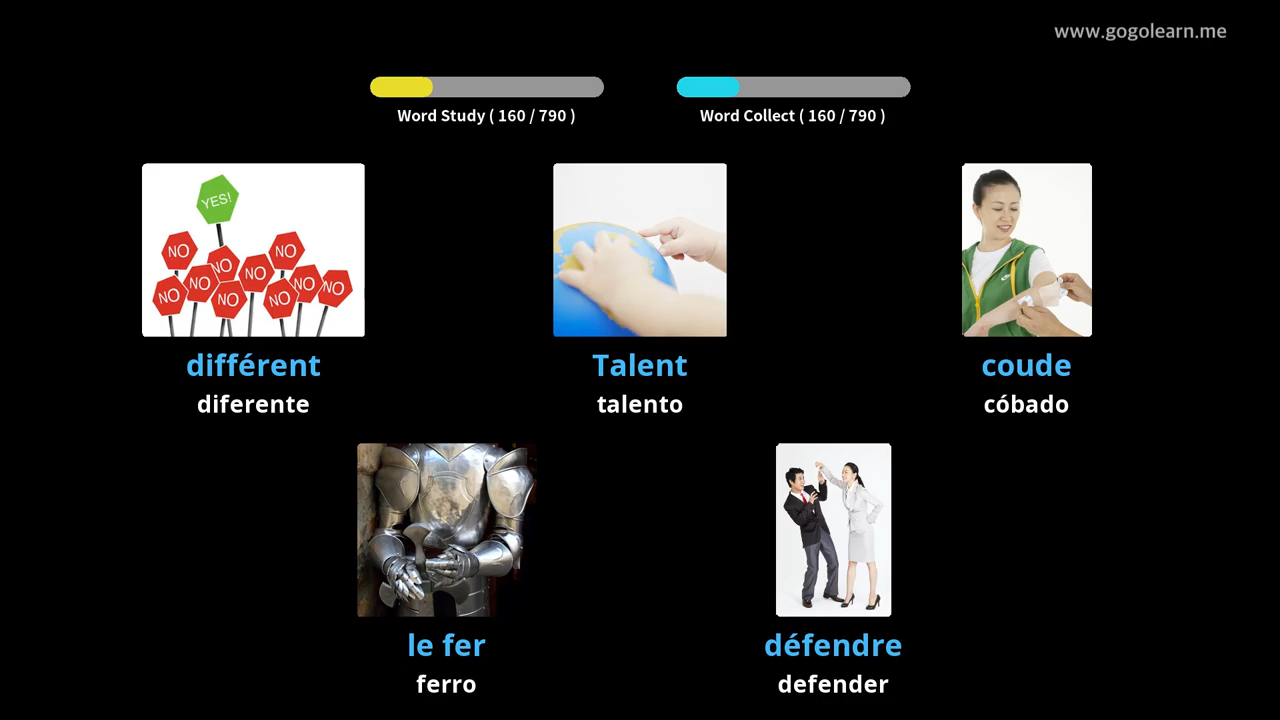 www.gogolearn.me
Word Study ( 160 / 790 )
Word Collect ( 160 / 790 )
YES!
NO
NO
NO
NO
NO
NO
NO
NO
NO
NO
différent
diferente
Talent
talento
coude
cóbado
le fer
ferro
défendre
defender